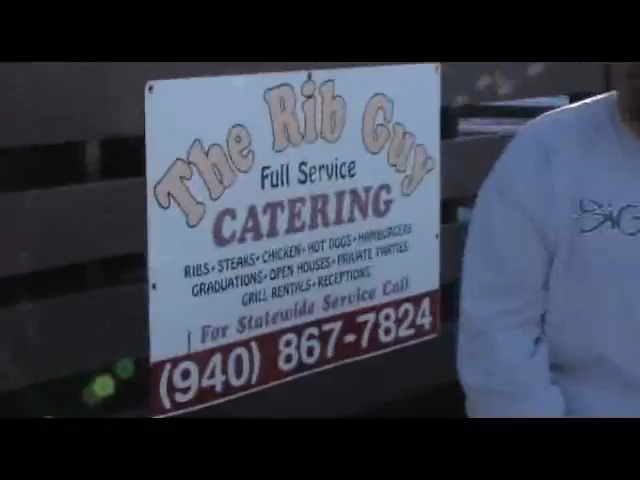 The Rib Guy
Full Service
CATERING
RIBS • STEAKS • CHICKEN • HOT DOGS • HAMBURGERS
GRADUATIONS • OPEN HOUSES • PRIVATE PARTIES
GRILL RENTALS • RECEPTIONS
For Statewide Service Call
(940) 867-7824